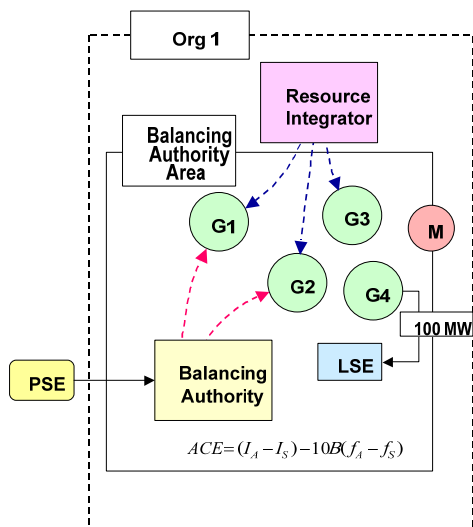 Org 1
Resource
Integrator
Balancing
Authority
Area
G1
G3
M
G2
G4
100 MW
LSE
PSE
Balancing
Authority
ACE=(I_A−I_S)−10B(f_A−f_S)